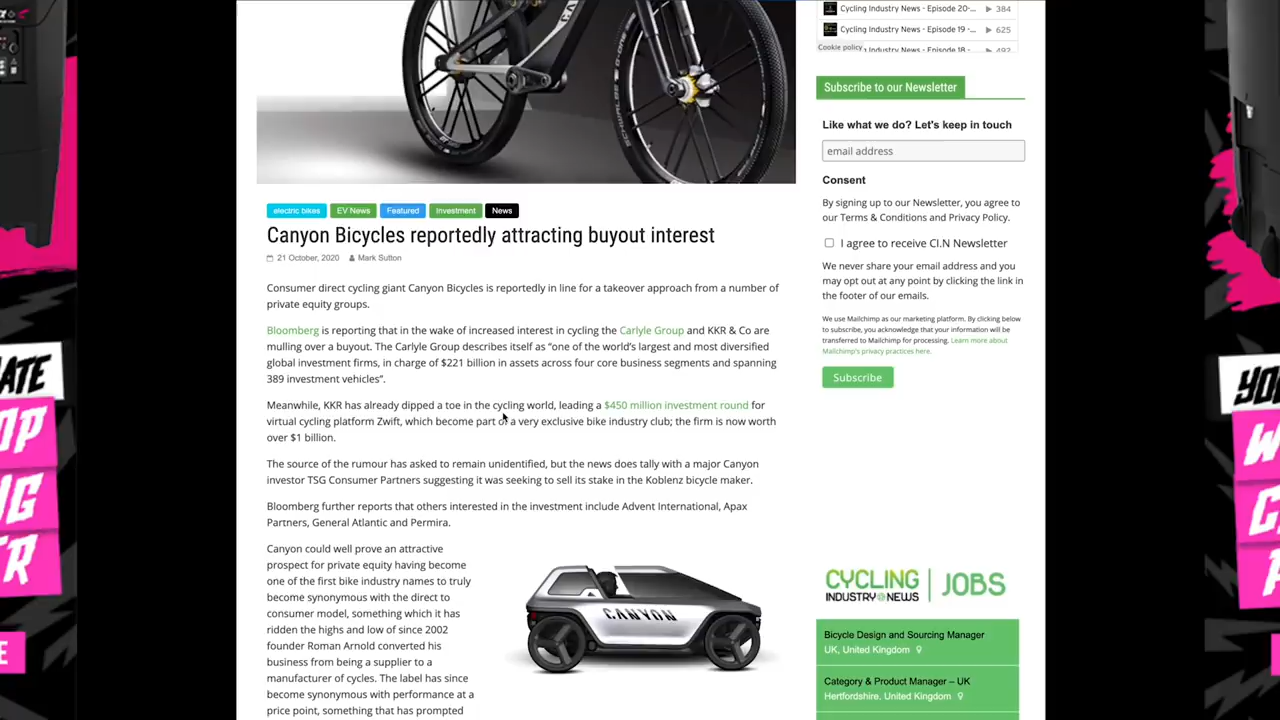 CAN
SCHWALBE
G-ONE
Cycling Industry News - Episode 20-... ▶ 384
Cycling Industry News - Episode 19 -... ▶ 625
Cookie policy
Industry News - Episode 18 -
Subscribe to our Newsletter
Like what we do? Let's keep in touch
email address
Consent
By signing up to our Newsletter, you agree to
our Terms & Conditions and Privacy Policy.
I agree to receive CI.N Newsletter
We never share your email address and you
may opt out at any point by clicking the link in
the footer of our emails.
We use Mailchimp as our marketing platform. By clicking below
to subscribe, you acknowledge that your information will be
transferred to Mailchimp for processing. Learn more about
Mailchimp's privacy practices here.
Subscribe
electric bikes EV News Featured Investment News
Canyon Bicycles reportedly attracting buyout interest
21 October, 2020 Mark Sutton
Consumer direct cycling giant Canyon Bicycles is reportedly in line for a takeover approach from a number of
private equity groups.
Bloomberg is reporting that in the wake of increased interest in cycling the Carlyle Group and KKR & Co are
mulling over a buyout. The Carlyle Group describes itself as “one of the world’s largest and most diversified
global investment firms, in charge of $221 billion in assets across four core business segments and spanning
389 investment vehicles”.
Meanwhile, KKR has already dipped a toe in the cycling world, leading a $450 million investment round for
virtual cycling platform Zwift, which become part of a very exclusive bike industry club; the firm is now worth
over $1 billion.
The source of the rumour has asked to remain unidentified, but the news does tally with a major Canyon
investor TSG Consumer Partners suggesting it was seeking to sell its stake in the Koblenz bicycle maker.
Bloomberg further reports that others interested in the investment include Advent International, Apax
Partners, General Atlantic and Permira.
Canyon could well prove an attractive
prospect for private equity having become
one of the first bike industry names to truly
become synonymous with the direct to
consumer model, something which it has
ridden the highs and low of since 2002
founder Roman Arnold converted his
business from being a supplier to a
manufacturer of cycles. The label has since
become synonymous with performance at a
price point, something that has prompted
CANYON
CYCLING
INDUSTRY NEWS | JOBS
Bicycle Design and Sourcing Manager
UK, United Kingdom
Category & Product Manager – UK
Hertfordshire, United Kingdom
ATE
OP
NG
TR
E
YO
W
C